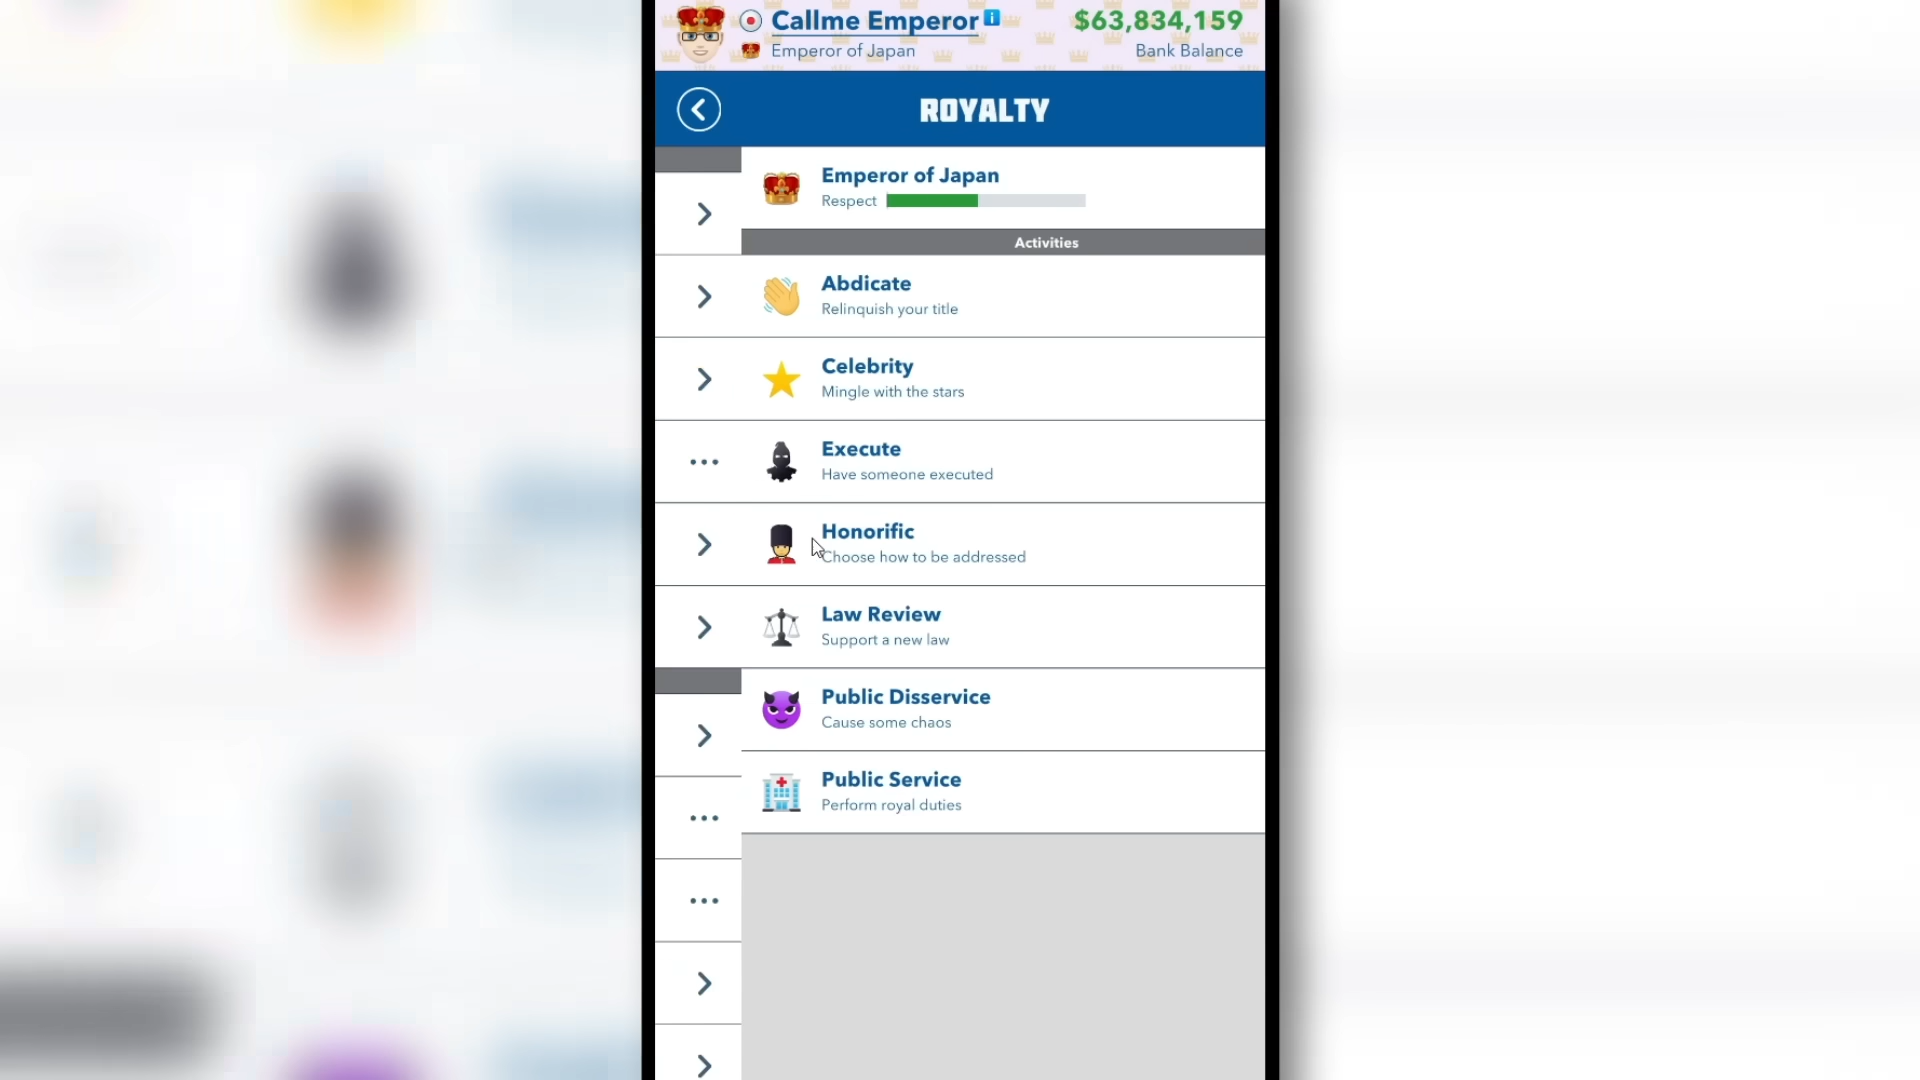 Callme Emperor
$63,834,159
Emperor of Japan
Bank Balance
ROYALTY
Emperor of Japan
Respect
Activities
Abdicate
Relinquish your title
Celebrity
Mingle with the stars
Execute
Have someone executed
Honorific
Choose how to be addressed
Law Review
Support a new law
Public Disservice
Cause some chaos
Public Service
Perform royal duties